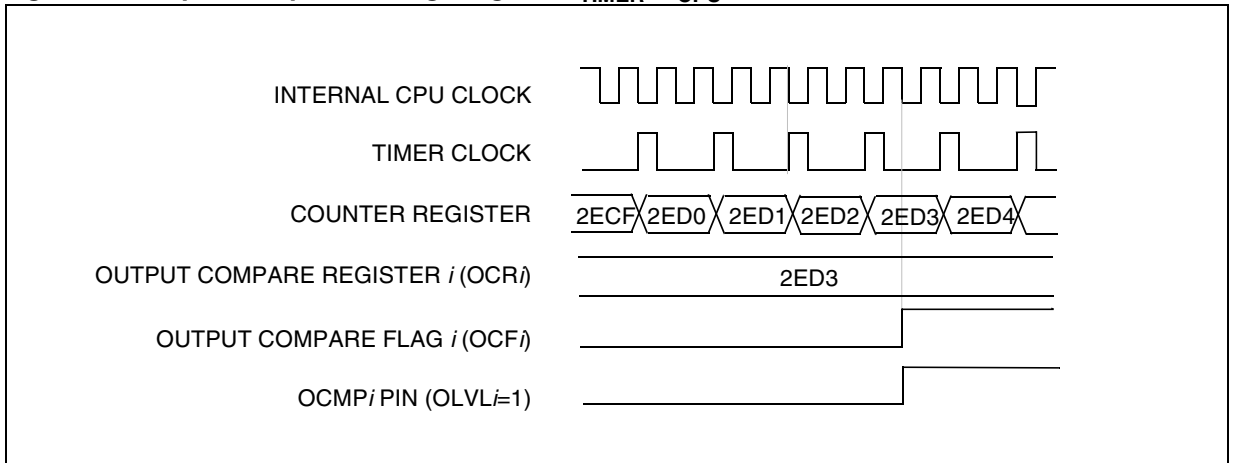 INTERNAL CPU CLOCK
TIMER CLOCK
COUNTER REGISTER 2ECF 2ED0 2ED1 2ED2 2ED3 2ED4
OUTPUT COMPARE REGISTER i (OCRi) 2ED3
OUTPUT COMPARE FLAG i (OCFi)
OCMPi PIN (OLVLi=1)